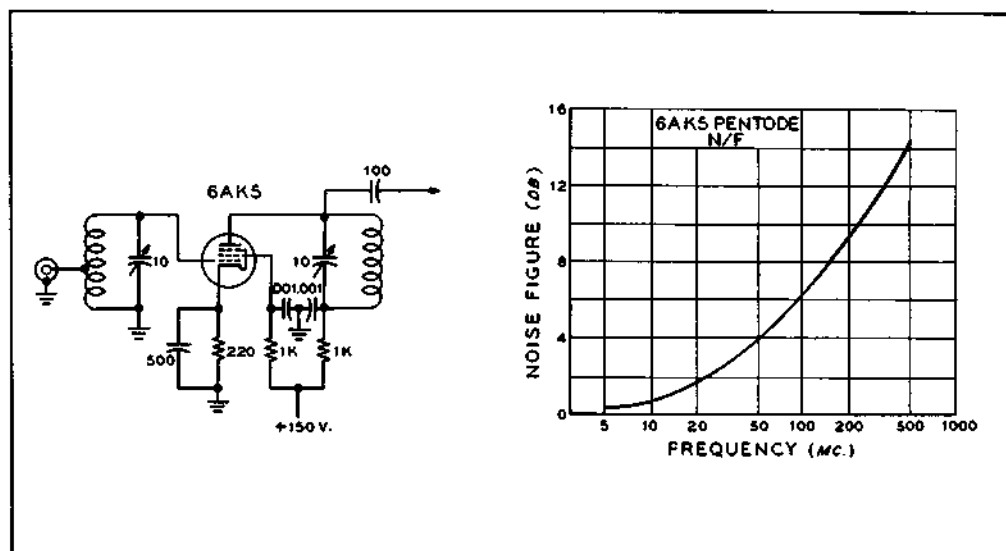 6AK5
100
10
10
.001
.001
500
220
1K
1K
+150 V.
6AK5 PENTODE
N/F
NOISE FIGURE (DB)
16
12
8
4
0
5 10 20 50 100 200 500 1000
FREQUENCY (MC.)